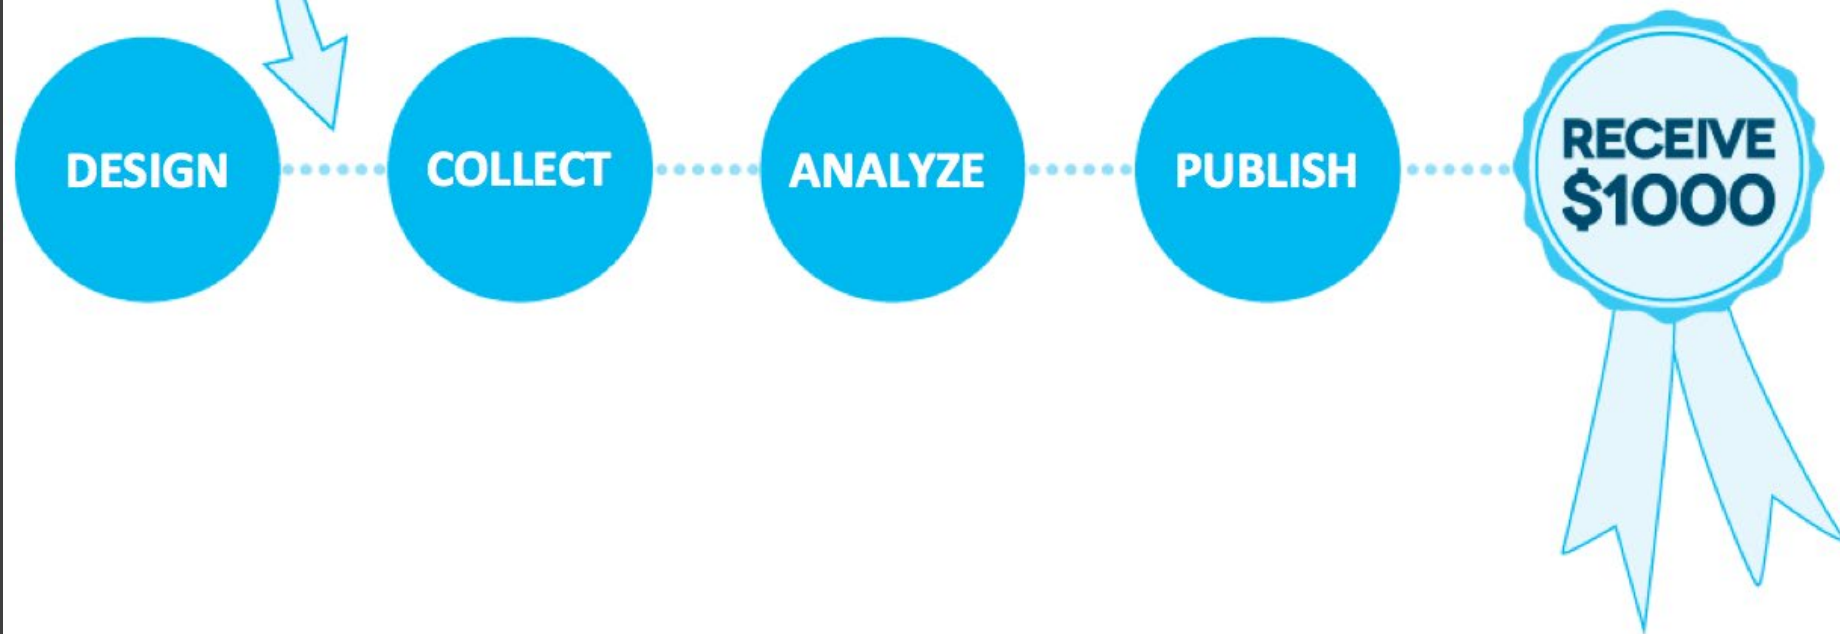 DESIGN
COLLECT
ANALYZE
PUBLISH
RECEIVE
$1000